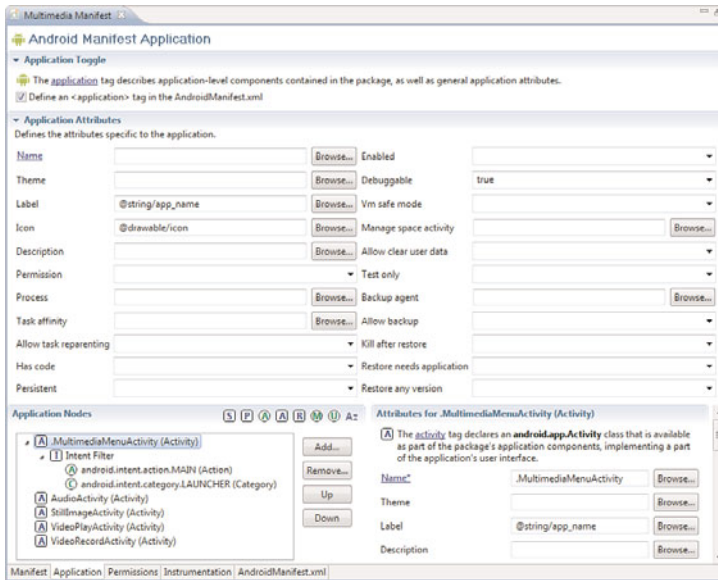 Multimedia Manifest
Android Manifest Application
Application Toggle
The application tag describes application-level components contained in the package, as well as general application attributes.
Define an <application> tag in the AndroidManifest.xml
Application Attributes
Defines the attributes specific to the application.
Name Browse... Enabled
Theme Browse... Debuggable true
Label @string/app_name Browse... Vm safe mode
Icon @drawable/icon Browse... Manage space activity Browse...
Description Browse... Allow clear user data
Permission Test only
Process Browse... Backup agent Browse...
Task affinity Browse... Allow backup
Allow task reparenting Kill after restore
Has code Restore needs application
Persistent Restore any version
Application Nodes S P A A R M U Az
.MultimediaMenuActivity (Activity)
Intent Filter
android.intent.action.MAIN (Action)
android.intent.category.LAUNCHER (Category)
AudioActivity (Activity)
StillImageActivity (Activity)
VideoPlayActivity (Activity)
VideoRecordActivity (Activity)
Add...
Remove...
Up
Down
Attributes for .MultimediaMenuActivity (Activity)
A The activity tag declares an android.app.Activity class that is available
as part of the package's application components, implementing a part
of the application's user interface.
Name* .MultimediaMenuActivity Browse...
Theme Browse...
Label @string/app_name Browse...
Description Browse...
Manifest Application Permissions Instrumentation AndroidManifest.xml